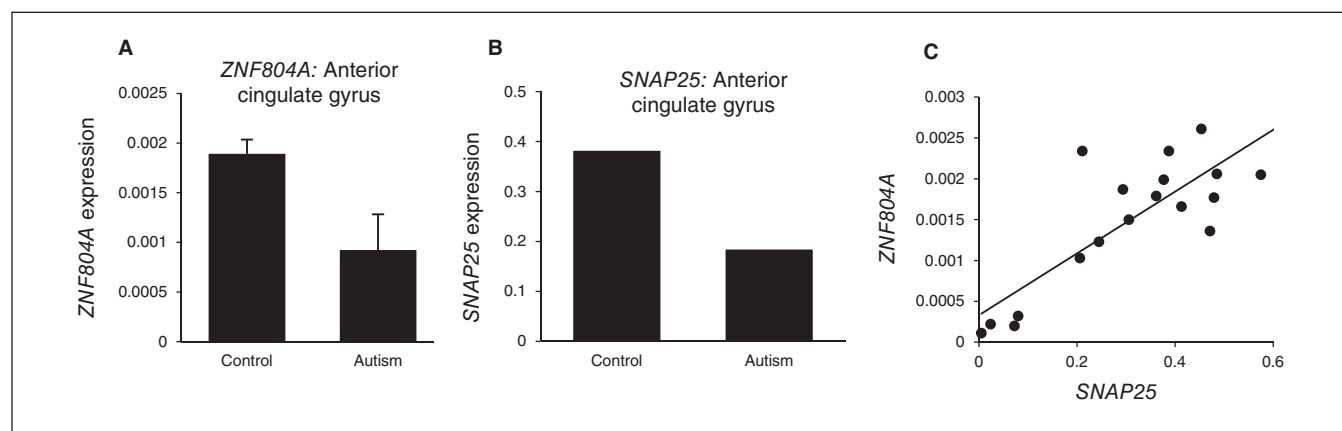 A
ZNF804A: Anterior
cingulate gyrus
ZNF804A expression
0.0025
0.002
0.0015
0.001
0.0005
0
Control
Autism
B
SNAP25: Anterior
cingulate gyrus
SNAP25 expression
0.5
0.4
0.3
0.2
0.1
0
Control
Autism
C
ZNF804A
0.003
0.0025
0.002
0.0015
0.001
0.0005
0
0
0.2
0.4
0.6
SNAP25